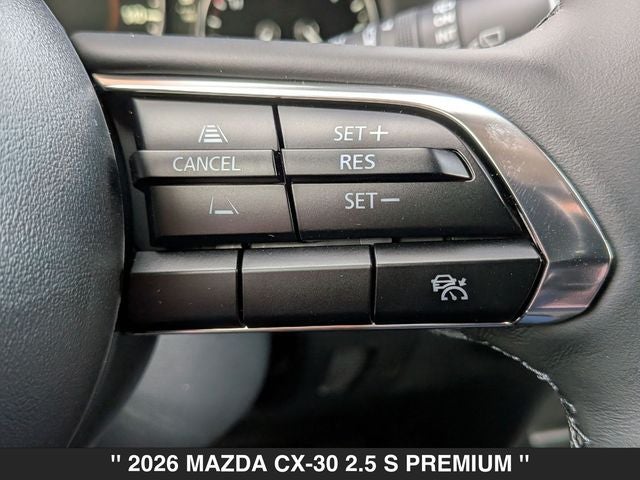 SET+
CANCEL RES
SET−
" 2026 MAZDA CX-30 2.5 S PREMIUM "